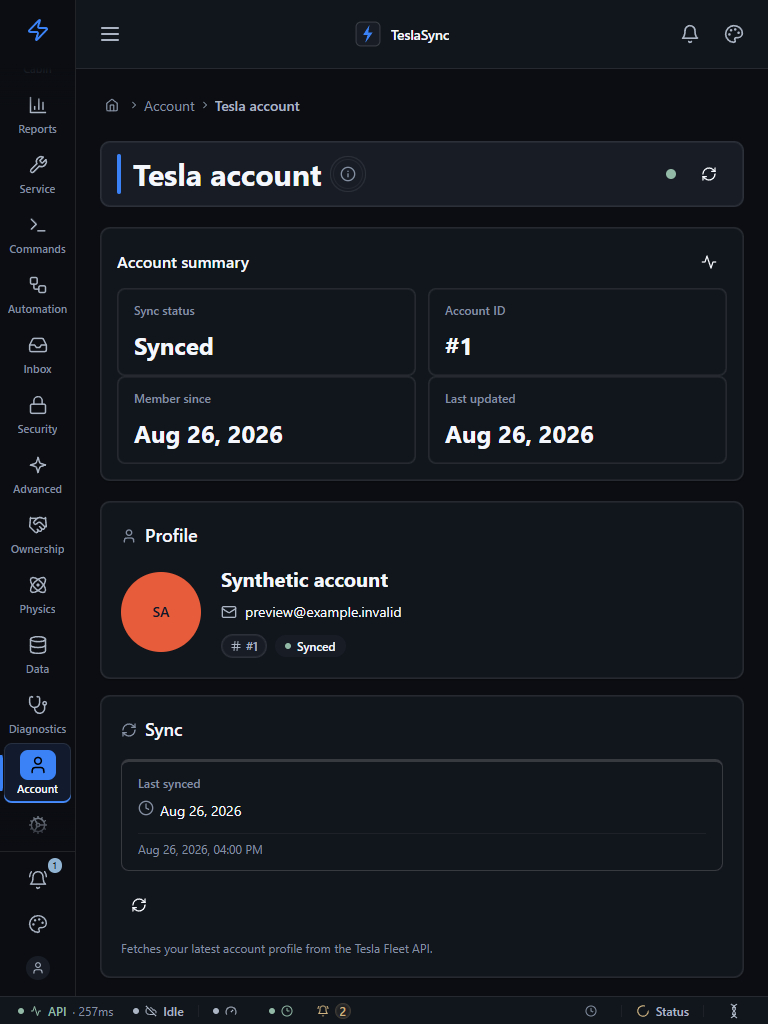 TeslaSync
Account > Tesla account
Reports
Service
Commands
Automation
Inbox
Security
Advanced
Ownership
Physics
Data
Diagnostics
Account
1
Tesla account
Account summary
Sync status
Synced
Account ID
#1
Member since
Aug 26, 2026
Last updated
Aug 26, 2026
Profile
SA
Synthetic account
preview@example.invalid
#1
Synced
Sync
Last synced
Aug 26, 2026
Aug 26, 2026, 04:00 PM
Fetches your latest account profile from the Tesla Fleet API.
API · 257ms
Idle
2
Status